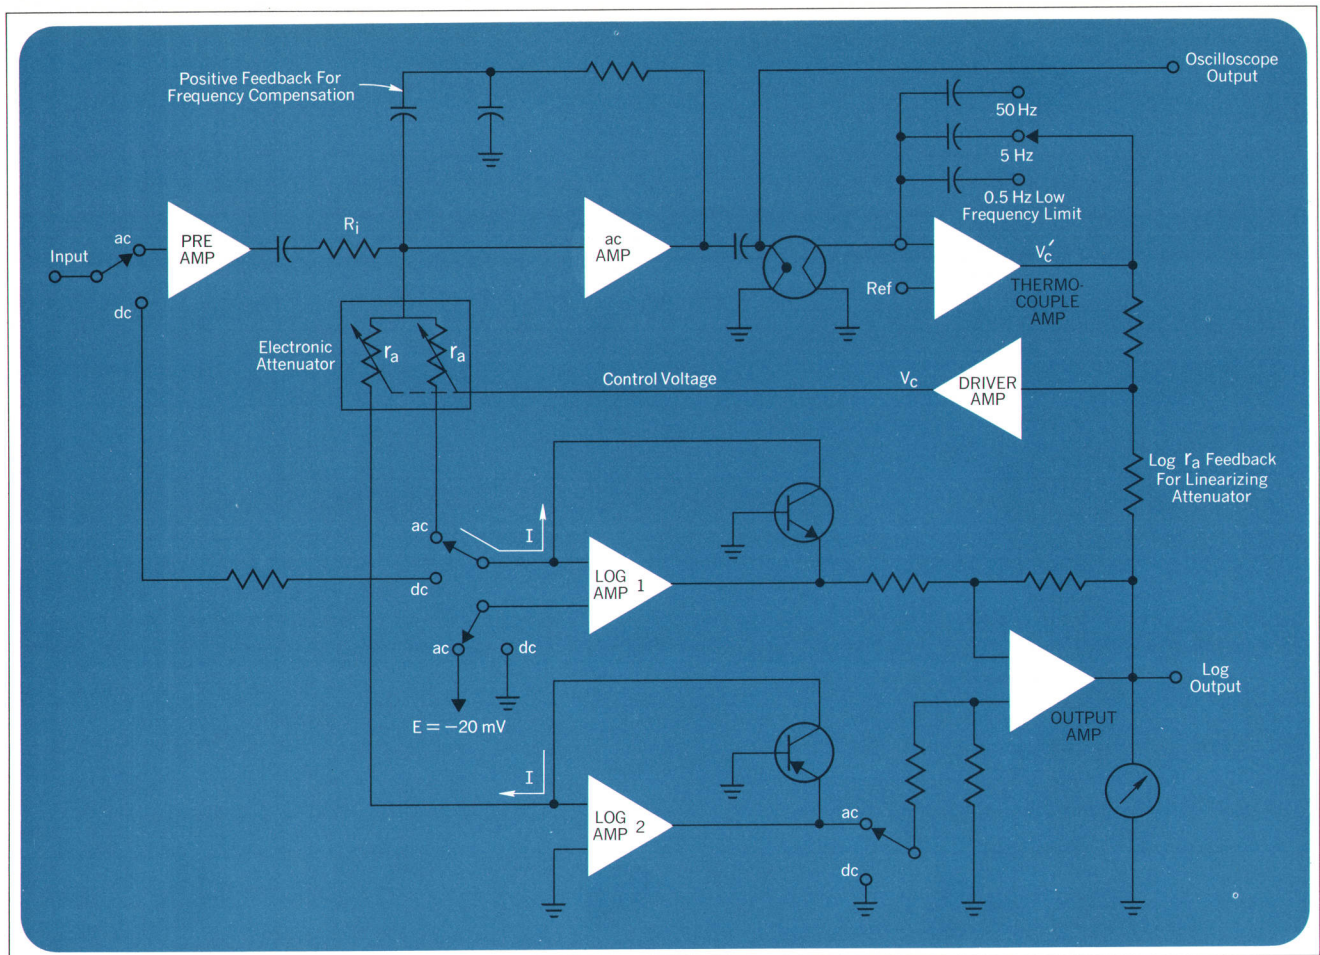 Positive Feedback For
Frequency Compensation
Oscilloscope
Output
50 Hz
5 Hz
0.5 Hz Low
Frequency Limit
Input
ac
dc
PRE
AMP
Ri
ac
AMP
Ref
Vc′
THERMO-
COUPLE
AMP
Electronic
Attenuator
ra
ra
Control Voltage
Vc
DRIVER
AMP
Log ra Feedback
For Linearizing
Attenuator
ac
dc
I
LOG
AMP 1
ac
dc
E = −20 mV
I
LOG
AMP 2
ac
dc
OUTPUT
AMP
Log
Output